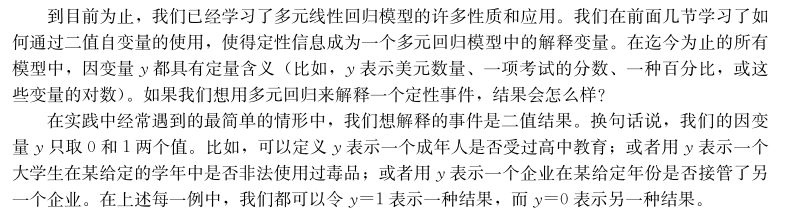 到目前为止，我们已经学习了多元线性回归模型的许多性质和应用。我们在前面几节学习了如
何通过二值自变量的使用，使得定性信息成为一个多元回归模型中的解释变量。在迄今为止的所有
模型中，因变量 y 都具有定量含义（比如，y 表示美元数量、一项考试的分数、一种百分比，或这
些变量的对数）。如果我们想用多元回归来解释一个定性事件，结果会怎么样？
在实践中经常遇到的最简单的情形中，我们想解释的事件是二值结果。换句话说，我们的因变
量 y 只取 0 和 1 两个值。比如，可以定义 y 表示一个成年人是否受过高中教育；或者用 y 表示一个
大学生在某给定的学年中是否非法使用过毒品；或者用 y 表示一个企业在某给定年份是否接管了另
一个企业。在上述每一例中，我们都可以令 y=1 表示一种结果，而 y=0 表示另一种结果。